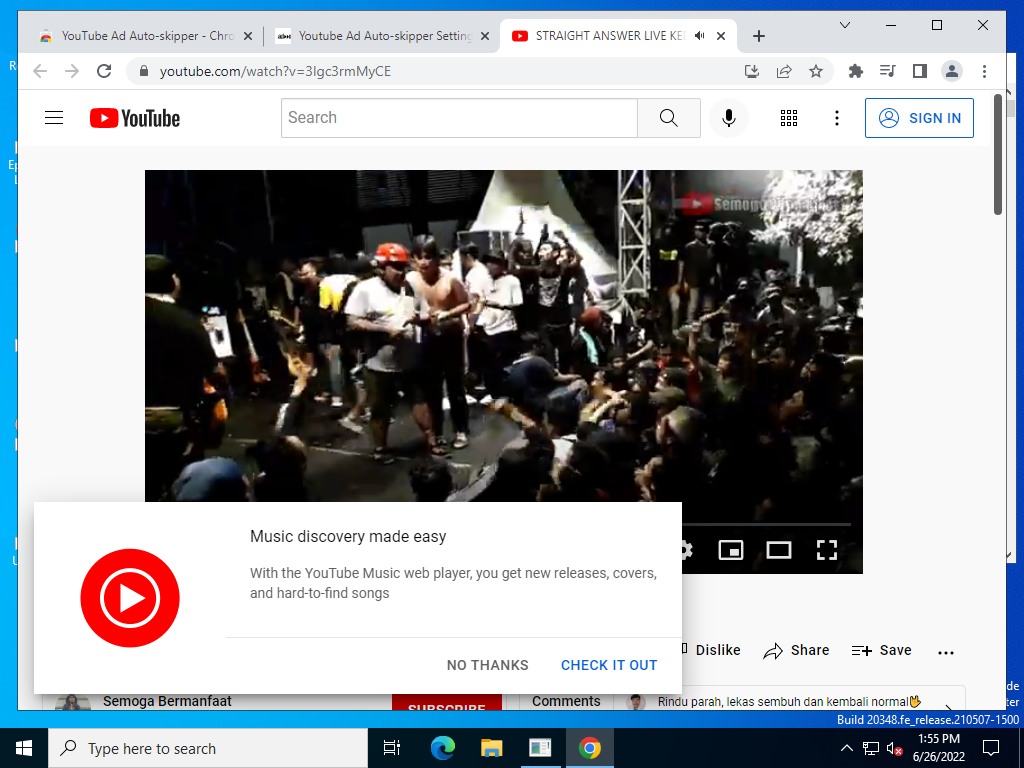 YouTube Ad Auto-skipper - Chro
Youtube Ad Auto-skipper Setting
STRAIGHT ANSWER LIVE KE
youtube.com/watch?v=3lgc3rmMyCE
YouTube
Search
SIGN IN
Semoga
Music discovery made easy
With the YouTube Music web player, you get new releases, covers,
and hard-to-find songs
NO THANKS
CHECK IT OUT
Dislike
Share
Save
Semoga Bermanfaat
SUBSCRIBE
Comments
Rindu parah, lekas sembuh dan kembali normal🖐
Build 20348.fe_release.210507-1500
Type here to search
1:55 PM
6/26/2022